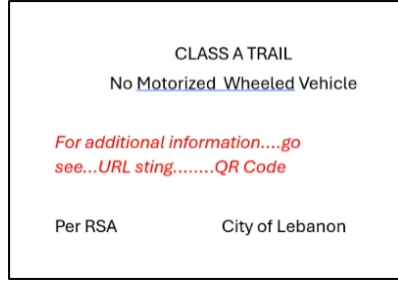 CLASS A TRAIL
No Motorized  Wheeled Vehicle
For additional information....go
see...URL sting........QR Code
Per RSA City of Lebanon